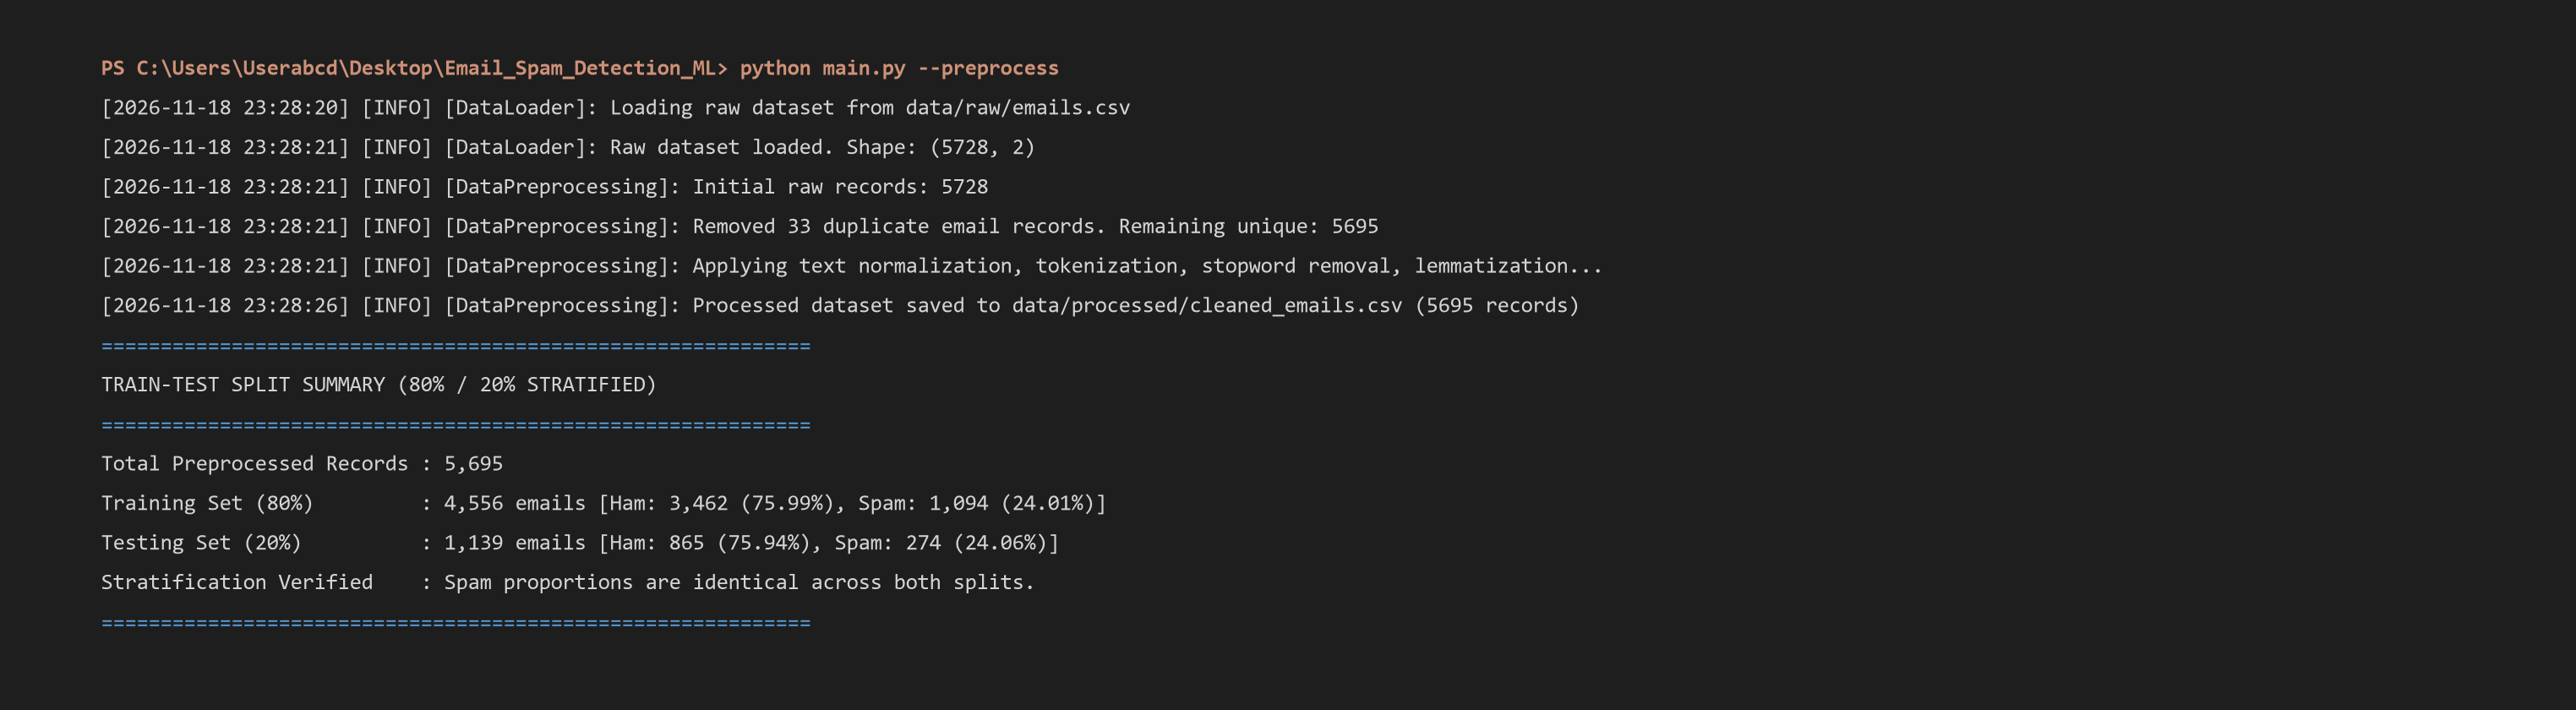 PS C:\Users\Userabcd\Desktop\Email_Spam_Detection_ML> python main.py --preprocess
[2026-11-18 23:28:20] [INFO] [DataLoader]: Loading raw dataset from data/raw/emails.csv
[2026-11-18 23:28:21] [INFO] [DataLoader]: Raw dataset loaded. Shape: (5728, 2)
[2026-11-18 23:28:21] [INFO] [DataPreprocessing]: Initial raw records: 5728
[2026-11-18 23:28:21] [INFO] [DataPreprocessing]: Removed 33 duplicate email records. Remaining unique: 5695
[2026-11-18 23:28:21] [INFO] [DataPreprocessing]: Applying text normalization, tokenization, stopword removal, lemmatization...
[2026-11-18 23:28:26] [INFO] [DataPreprocessing]: Processed dataset saved to data/processed/cleaned_emails.csv (5695 records)
============================================================
TRAIN-TEST SPLIT SUMMARY (80% / 20% STRATIFIED)
============================================================
Total Preprocessed Records : 5,695
Training Set (80%)         : 4,556 emails [Ham: 3,462 (75.99%), Spam: 1,094 (24.01%)]
Testing Set (20%)          : 1,139 emails [Ham: 865 (75.94%), Spam: 274 (24.06%)]
Stratification Verified    : Spam proportions are identical across both splits.
============================================================